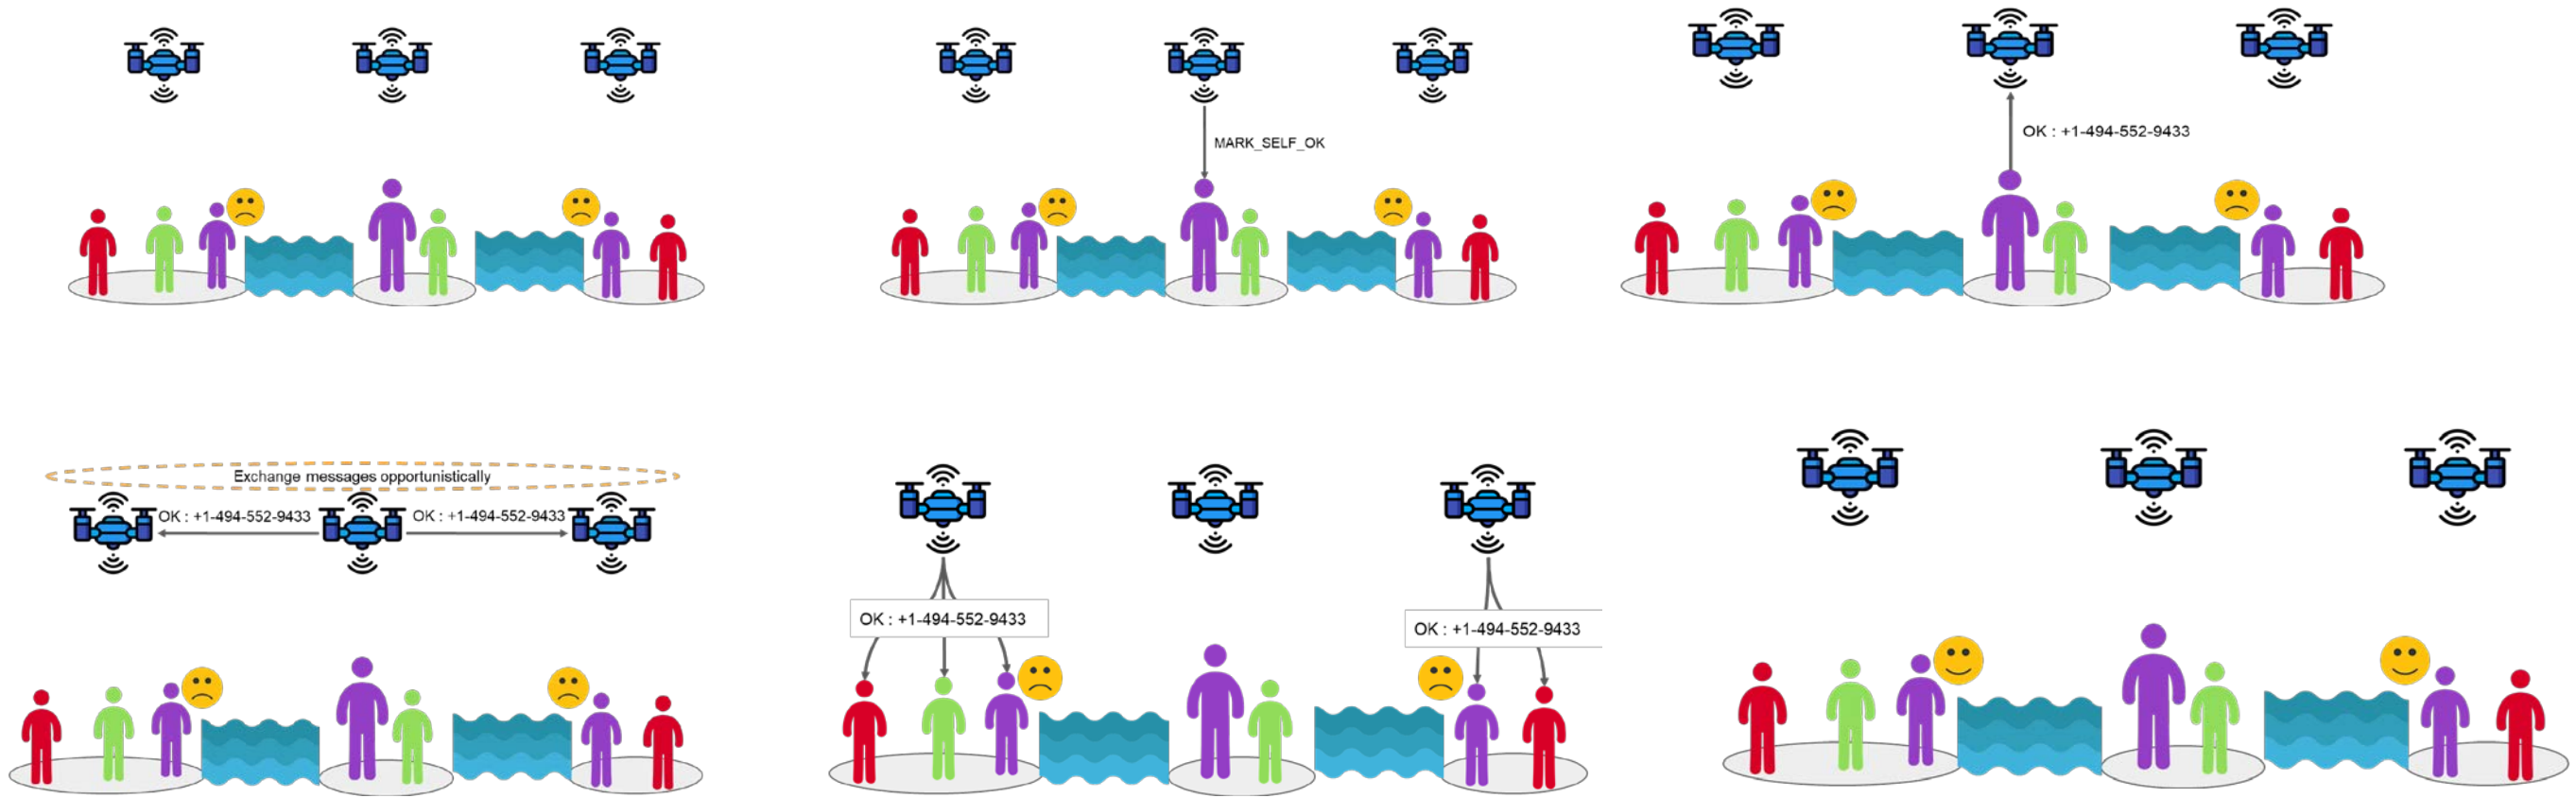 MARK_SELF_OK
OK : +1-494-552-9433
Exchange messages opportunistically
OK : +1-494-552-9433
OK : +1-494-552-9433
OK : +1-494-552-9433
OK : +1-494-552-9433